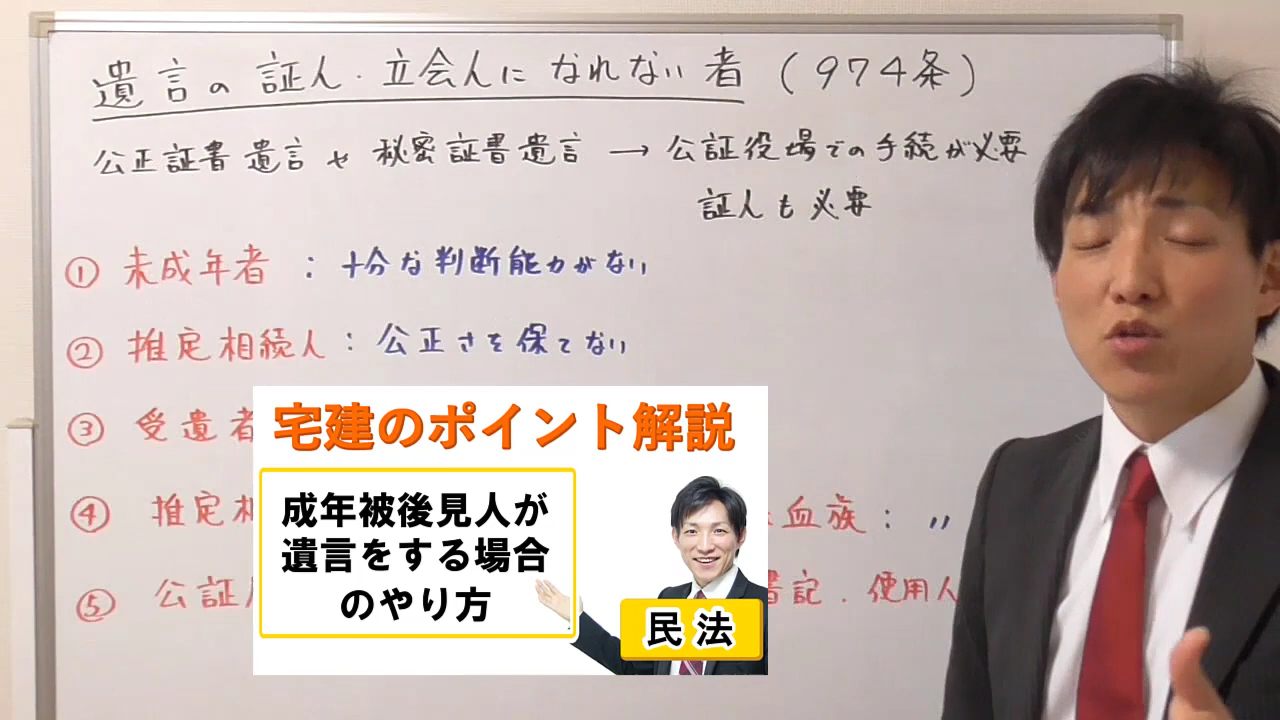 遺言の証人・立会人になれない者(974条)
公正証書遺言や秘密証書遺言→公証役場での手続が必要
証人も必要
① 未成年者:十分な判断能力がない
② 推定相続人:公正さを保てない
③ 受遺者
④ 推定相 血族:〃
⑤ 公証人 書記.使用人
宅建のポイント解説
成年被後見人が
遺言をする場合
のやり方
民法